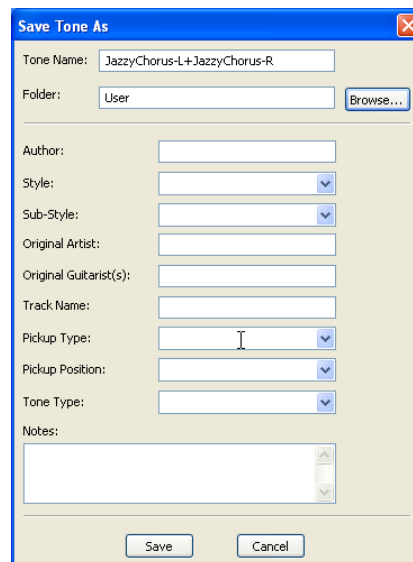 Save Tone As
Tone Name: JazzyChorus-L+JazzyChorus-R
Folder: User Browse...
Author:
Style:
Sub-Style:
Original Artist:
Original Guitarist(s):
Track Name:
Pickup Type:
Pickup Position:
Tone Type:
Notes:
Save Cancel